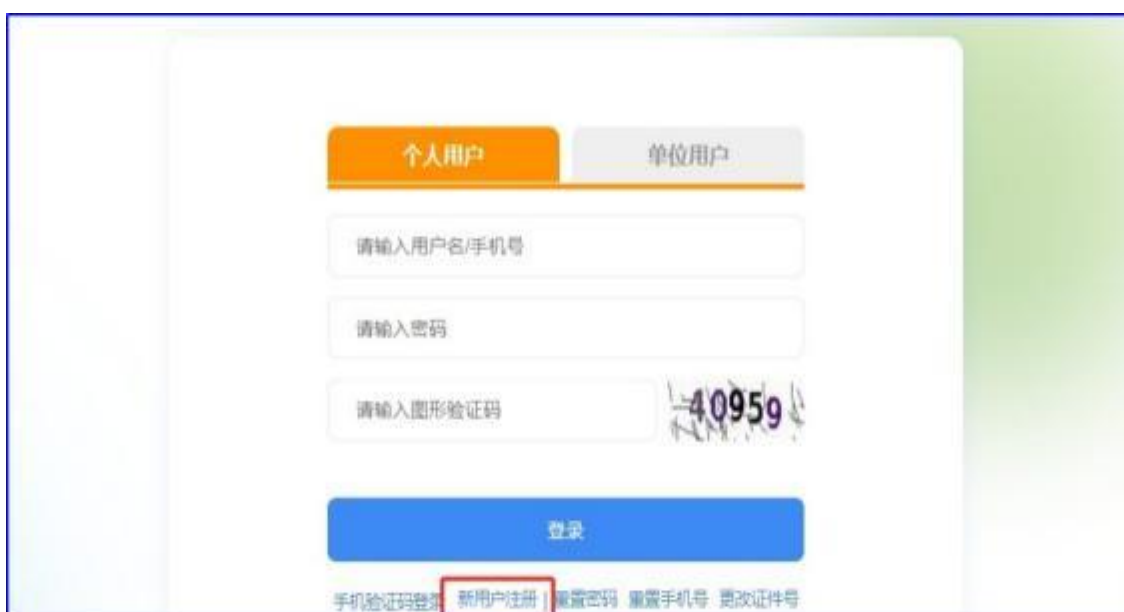 个人用户 单位用户
请输入用户名/手机号
请输入密码
请输入图形验证码 40959
登录
手机验证码登录 新用户注册 | 重置密码 重置手机号 更改证件号